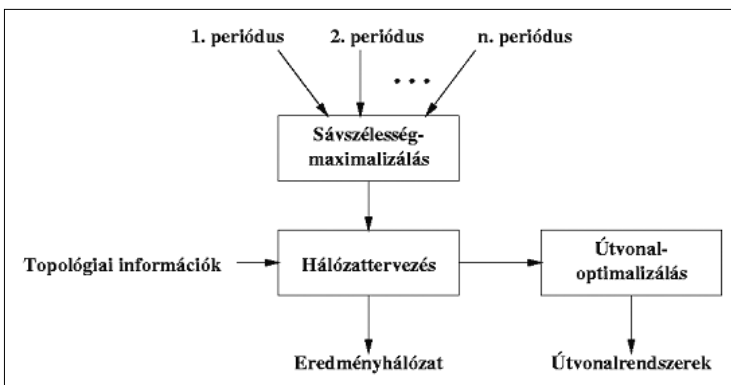 1. periódus 2. periódus n. periódus
Sávszélesség-
maximalizálás
Topológiai információk
Hálózattervezés
Útvonal-
optimalizálás
Eredményhálózat
Útvonalrendszerek